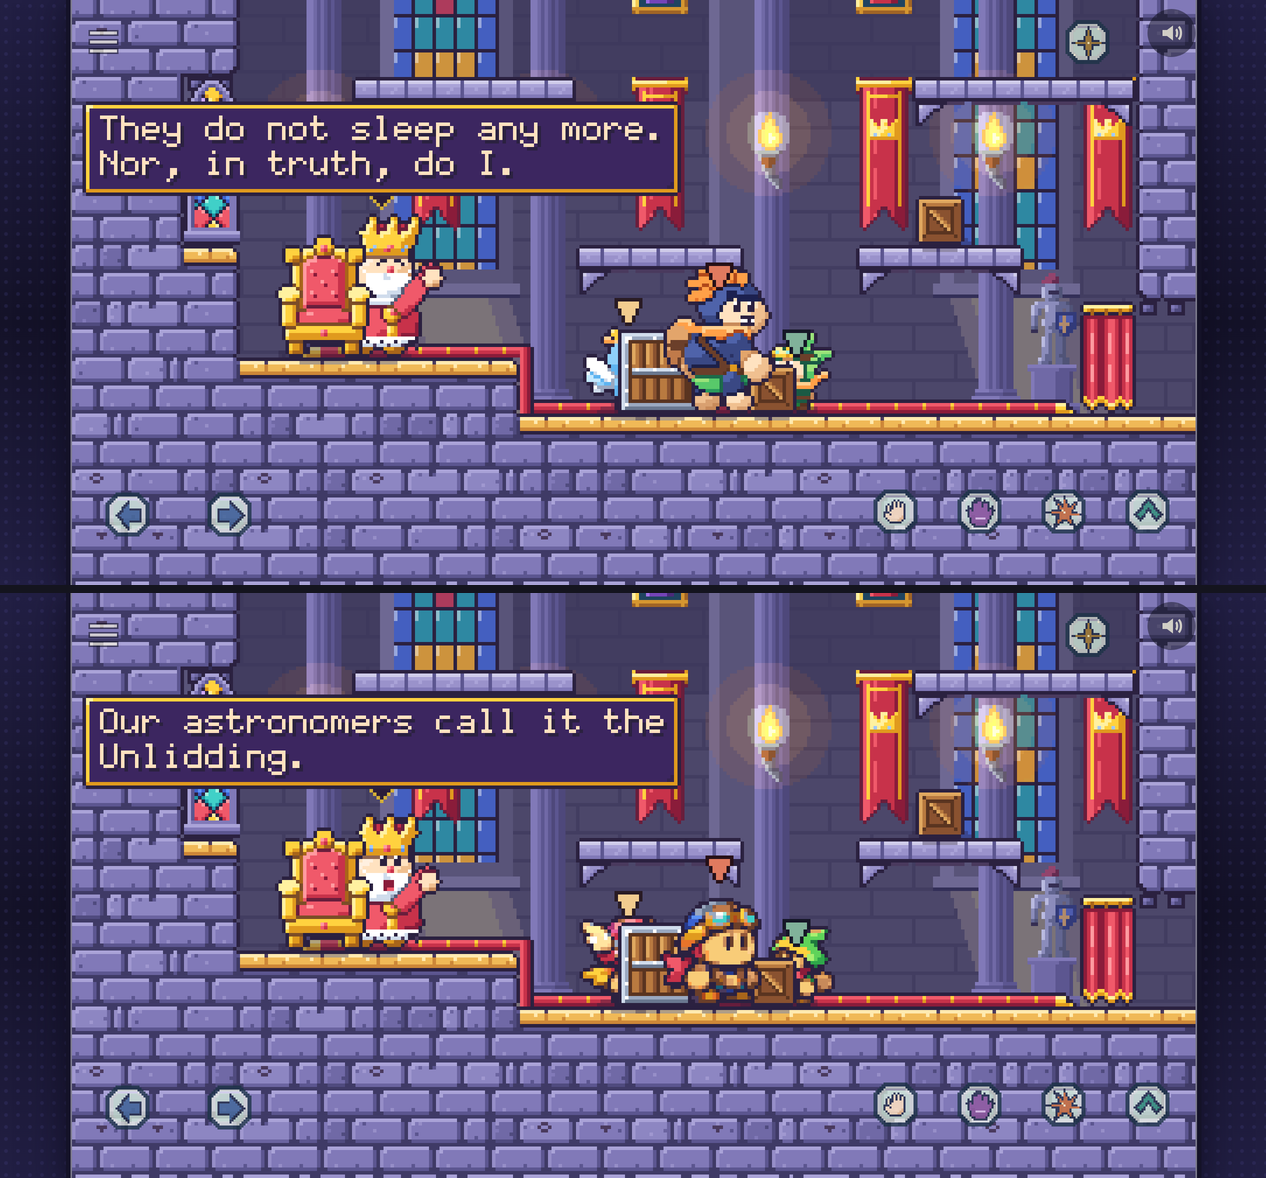 They do not sleep any more.
Nor, in truth, do I.
Our astronomers call it the
Unlidding.